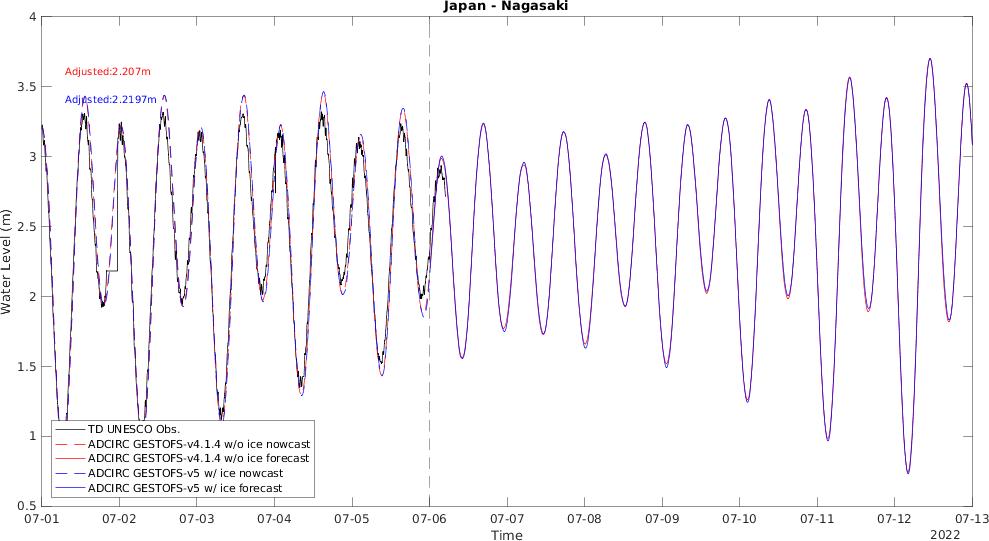 Japan - Nagasaki
Adjusted:2.207m
Adjusted:2.2197m
Water Level (m)
4
3.5
3
2.5
2
1.5
1
0.5
TD UNESCO Obs.
ADCIRC GESTOFS-v4.1.4 w/o ice nowcast
ADCIRC GESTOFS-v4.1.4 w/o ice forecast
ADCIRC GESTOFS-v5 w/ ice nowcast
ADCIRC GESTOFS-v5 w/ ice forecast
07-01 07-02 07-03 07-04 07-05 07-06 07-07 07-08 07-09 07-10 07-11 07-12 07-13
Time
2022